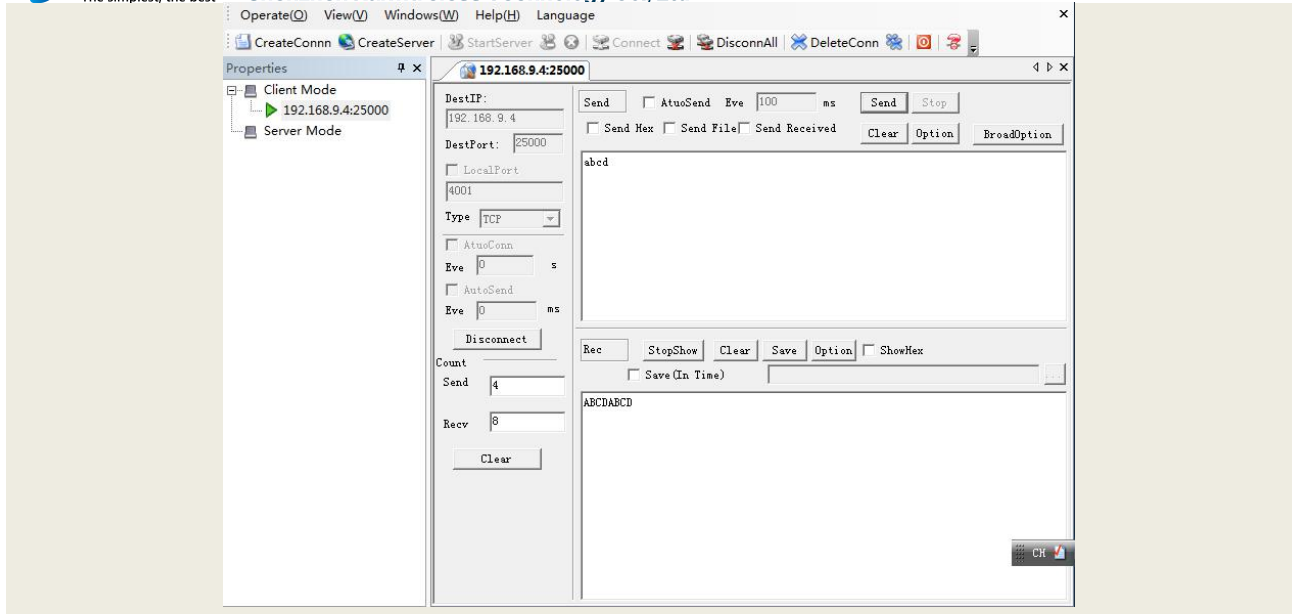 The simplest, the best
Operate(O) View(V) Windows(W) Help(H) Language
CreateConnn CreateServer StartServer Connect DisconnAll DeleteConn
Properties
192.168.9.4:25000
Client Mode
192.168.9.4:25000
Server Mode
DestIP:
192.168.9.4
DestPort: 25000
LocalPort
4001
Type TCP
AtuoConn
Eve 0 s
AutoSend
Eve 0 ms
Disconnect
Count
Send 4
Recv 8
Clear
Send AtuoSend Eve 100 ms Send Stop
Send Hex Send File Send Received Clear Option BroadOption
abcd
Rec StopShow Clear Save Option ShowHex
Save(In Time) ...
ABCDABCD
CH